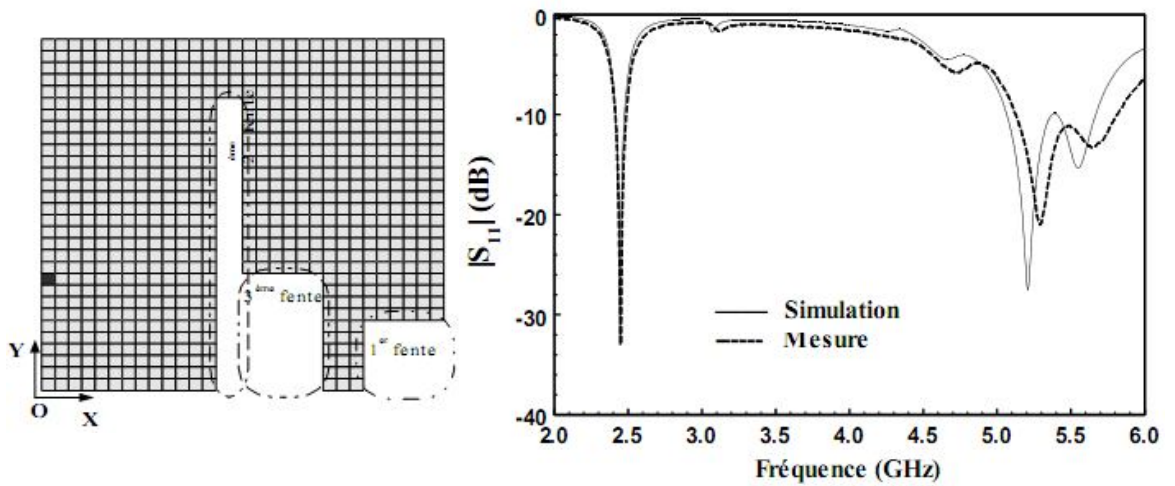 ème
3ème fente
1er fente
Y
O
X
|S11| (dB)
0
-10
-20
-30
-40
Simulation
Mesure
2.0 2.5 3.0 3.5 4.0 4.5 5.0 5.5 6.0
Fréquence (GHz)